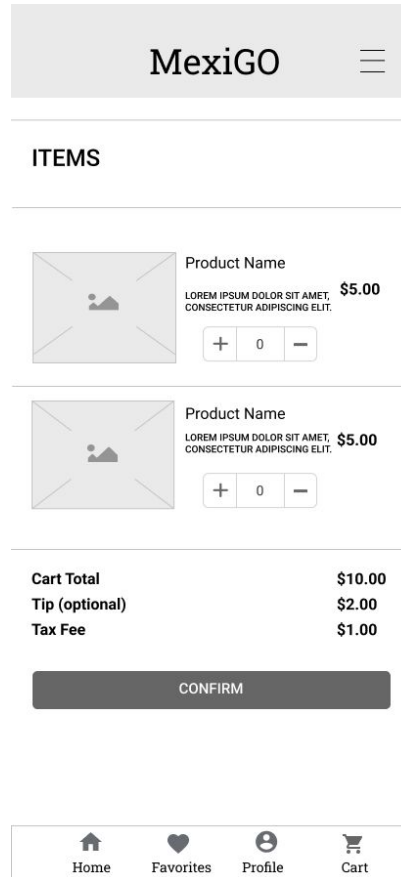 MexiGO
ITEMS
Product Name
LOREM IPSUM DOLOR SIT AMET,
CONSECTETUR ADIPISCING ELIT.
$5.00
+ 0 −
Product Name
LOREM IPSUM DOLOR SIT AMET,
CONSECTETUR ADIPISCING ELIT.
$5.00
+ 0 −
Cart Total $10.00
Tip (optional) $2.00
Tax Fee $1.00
CONFIRM
Home Favorites Profile Cart